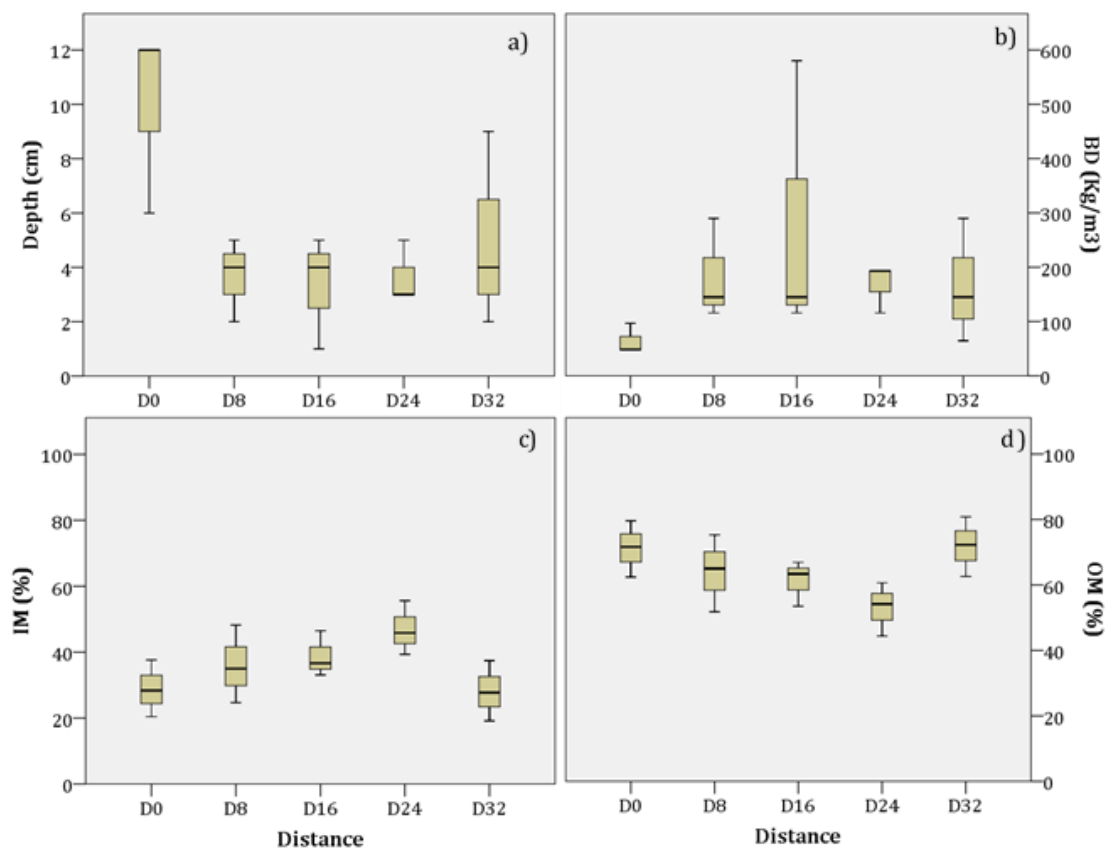 a)
12
10
8
6
4
2
0
Depth (cm)
D0 D8 D16 D24 D32
b)
600
500
400
300
200
100
0
BD (Kg/m3)
D0 D8 D16 D24 D32
c)
100
80
60
40
20
0
IM (%)
D0 D8 D16 D24 D32
Distance
d)
100
80
60
40
20
0
OM (%)
D0 D8 D16 D24 D32
Distance